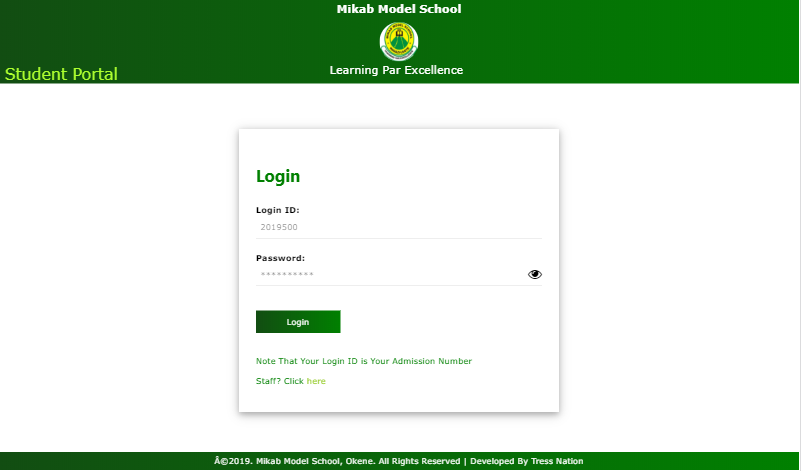 Mikab Model School
Learning Par Excellence
Student Portal
Login
Login ID:
2019500
Password:
**********
Login
Note That Your Login ID is Your Admission Number
Staff? Click here
Â©2019. Mikab Model School, Okene. All Rights Reserved | Developed By Tress Nation